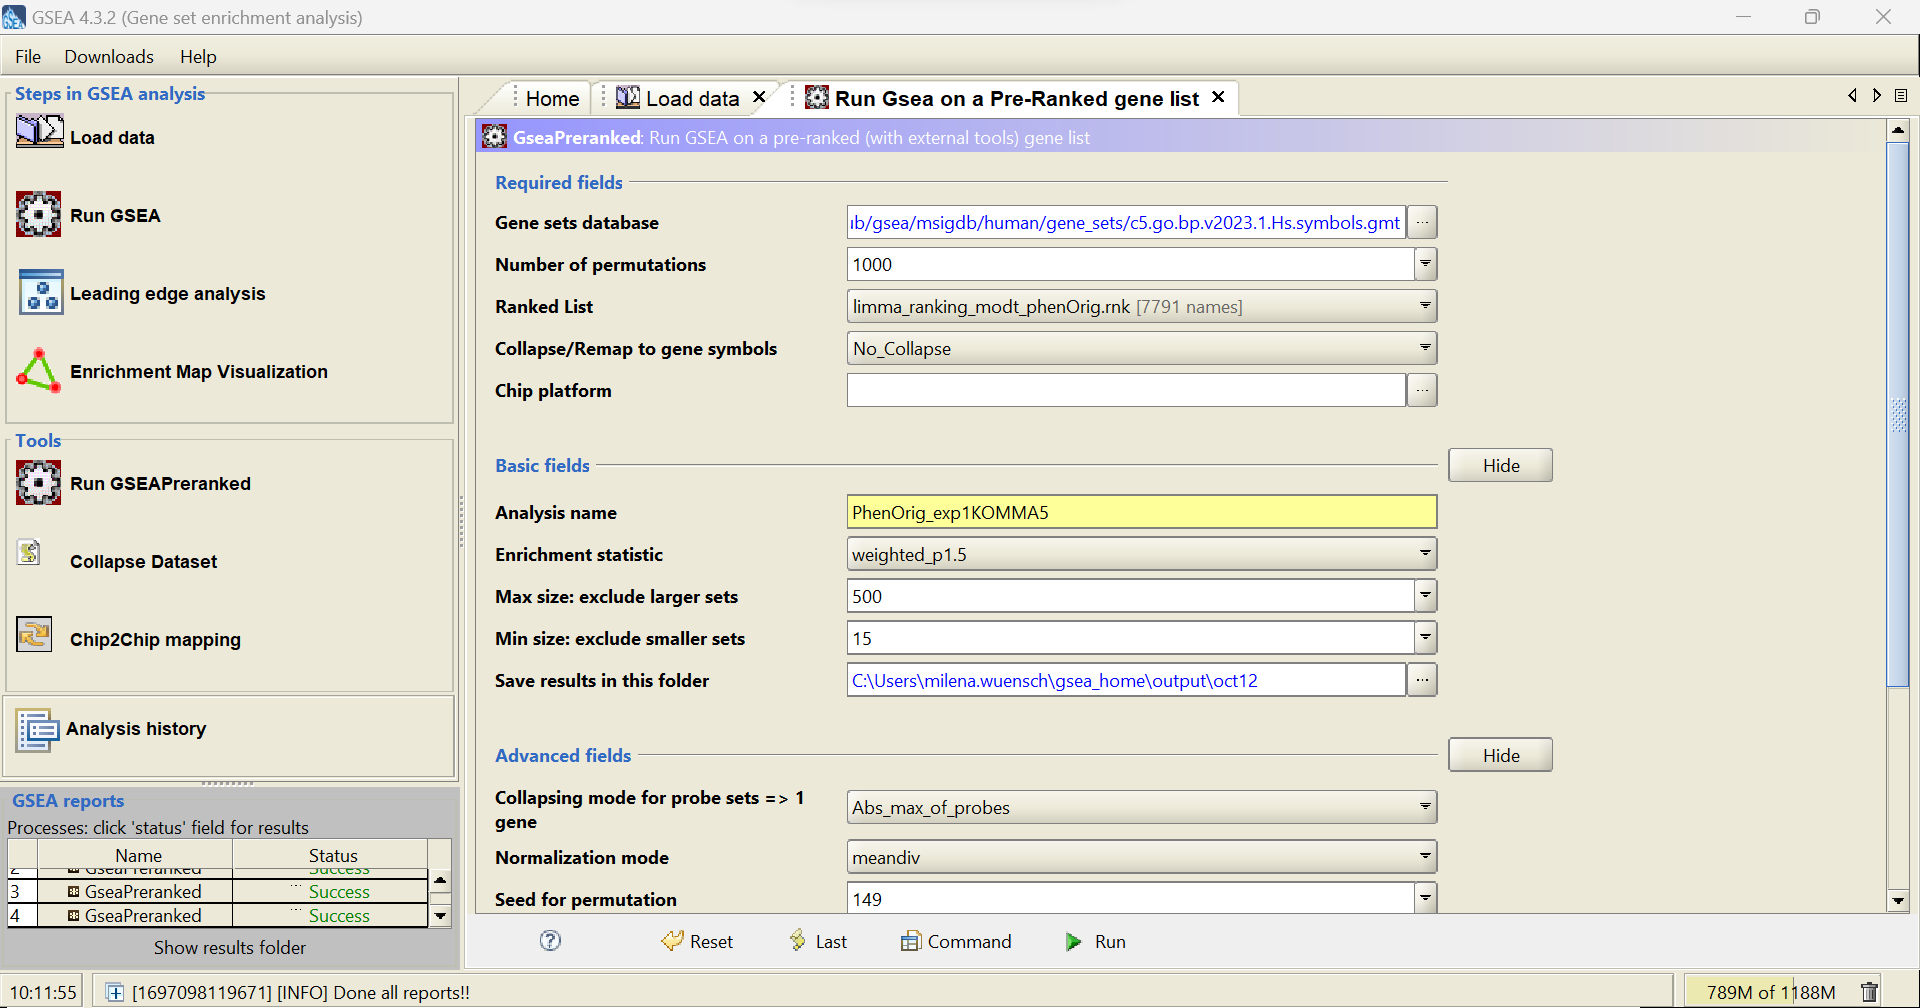 GSEA 4.3.2 (Gene set enrichment analysis)
File Downloads Help
Steps in GSEA analysis
Load data
Run GSEA
Leading edge analysis
Enrichment Map Visualization
Tools
Run GSEAPreranked
Collapse Dataset
Chip2Chip mapping
Analysis history
GSEA reports
Processes: click 'status' field for results
Name Status
2 GseaPreranked Success
3 GseaPreranked ... Success
4 GseaPreranked ... Success
Show results folder
Home Load data Run Gsea on a Pre-Ranked gene list
GseaPreranked: Run GSEA on a pre-ranked (with external tools) gene list
Required fields
Gene sets database ub/gsea/msigdb/human/gene_sets/c5.go.bp.v2023.1.Hs.symbols.gmt ...
Number of permutations 1000
Ranked List limma_ranking_modt_phenOrig.rnk [7791 names]
Collapse/Remap to gene symbols No_Collapse
Chip platform ...
Basic fields Hide
Analysis name PhenOrig_exp1KOMMA5
Enrichment statistic weighted_p1.5
Max size: exclude larger sets 500
Min size: exclude smaller sets 15
Save results in this folder C:\Users\milena.wuensch\gsea_home\output\oct12 ...
Advanced fields Hide
Collapsing mode for probe sets => 1
gene Abs_max_of_probes
Normalization mode meandiv
Seed for permutation 149
? Reset Last Command Run
10:11:55 [1697098119671] [INFO] Done all reports!! 789M of 1188M